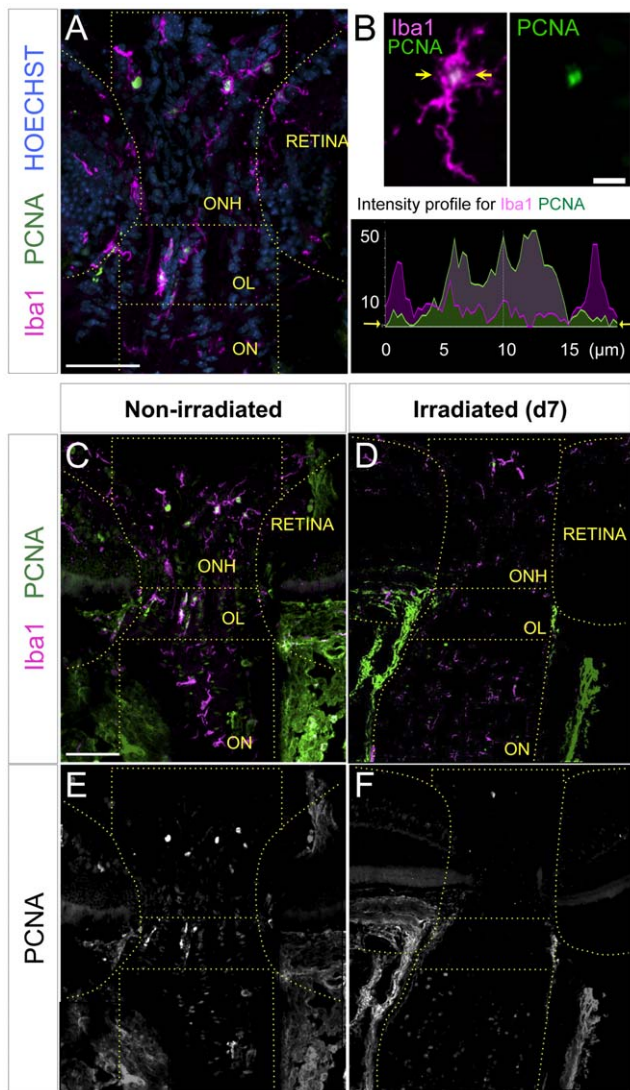 Iba1 PCNA HOECHST
A
RETINA
ONH
OL
ON
B
Iba1
PCNA
PCNA
Intensity profile for Iba1 PCNA
50
10
0 5 10 15 (μm)
Non-irradiated
Irradiated (d7)
Iba1 PCNA
C
RETINA
ONH
OL
ON
D
RETINA
ONH
OL
ON
PCNA
E
F